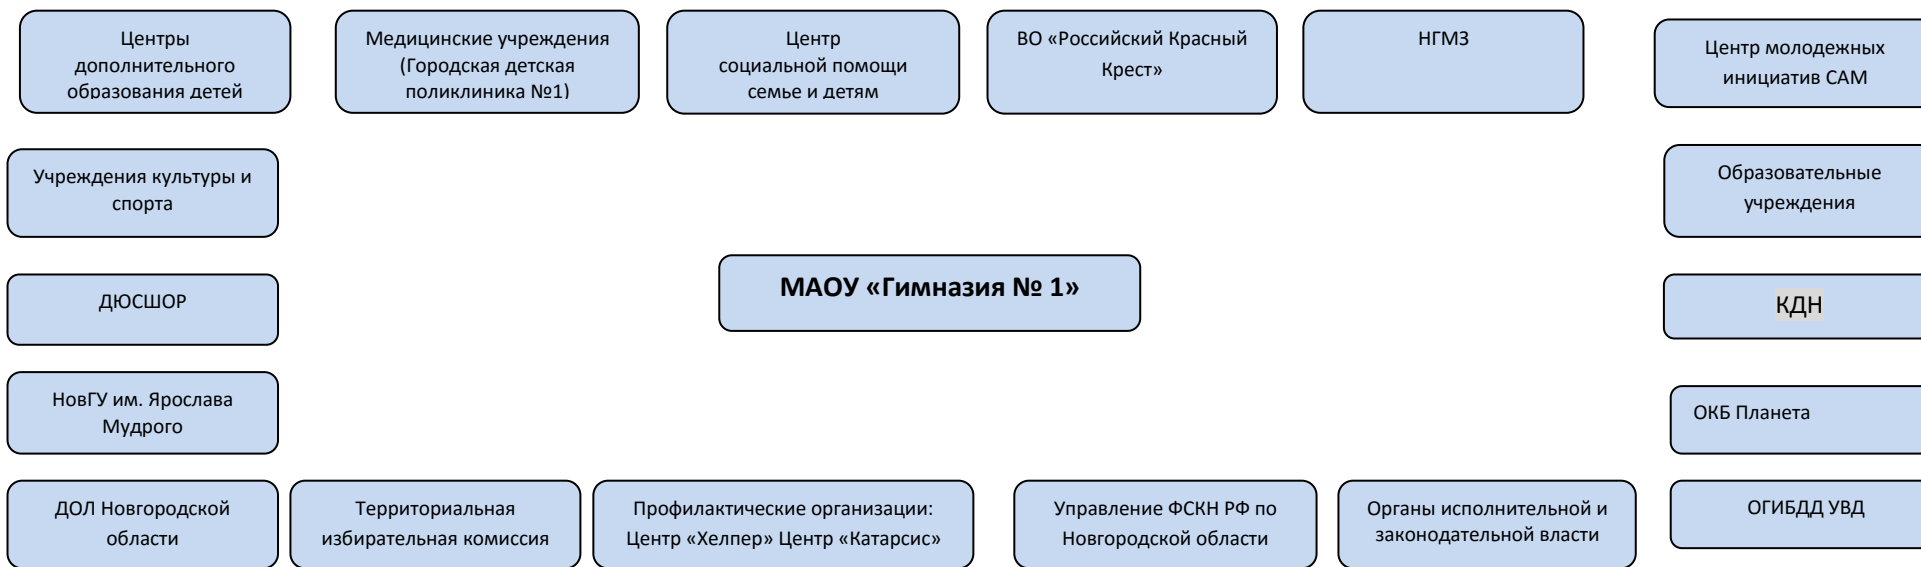 Центры
дополнительного
образования детей
Медицинские учреждения
(Городская детская
поликлиника №1)
Центр
социальной помощи
семье и детям
ВО «Российский Красный
Крест»
НГМЗ
Центр молодежных
инициатив САМ
Учреждения культуры и
спорта
Образовательные
учреждения
МАОУ «Гимназия № 1»
ДЮСШОР
КДН
НовГУ им. Ярослава
Мудрого
ОКБ Планета
ДОЛ Новгородской
области
Территориальная
избирательная комиссия
Профилактические организации:
Центр «Хелпер» Центр «Катарсис»
Управление ФСКН РФ по
Новгородской области
Органы исполнительной и
законодательной власти
ОГИБДД УВД